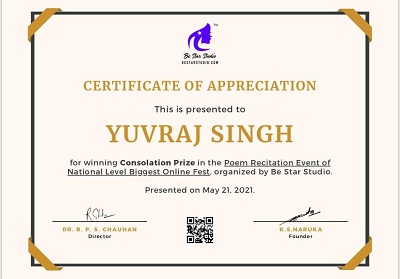 TM
Be Star Studio
BESTARSTUDIO.COM
CERTIFICATE OF APPRECIATION
This is presented to
YUVRAJ SINGH
for winning Consolation Prize in the Poem Recitation Event of
National Level Biggest Online Fest, organized by Be Star Studio.
Presented on May 21, 2021.
DR. R. P. S. CHAUHAN
Director
K.S.NARUKA
Founder